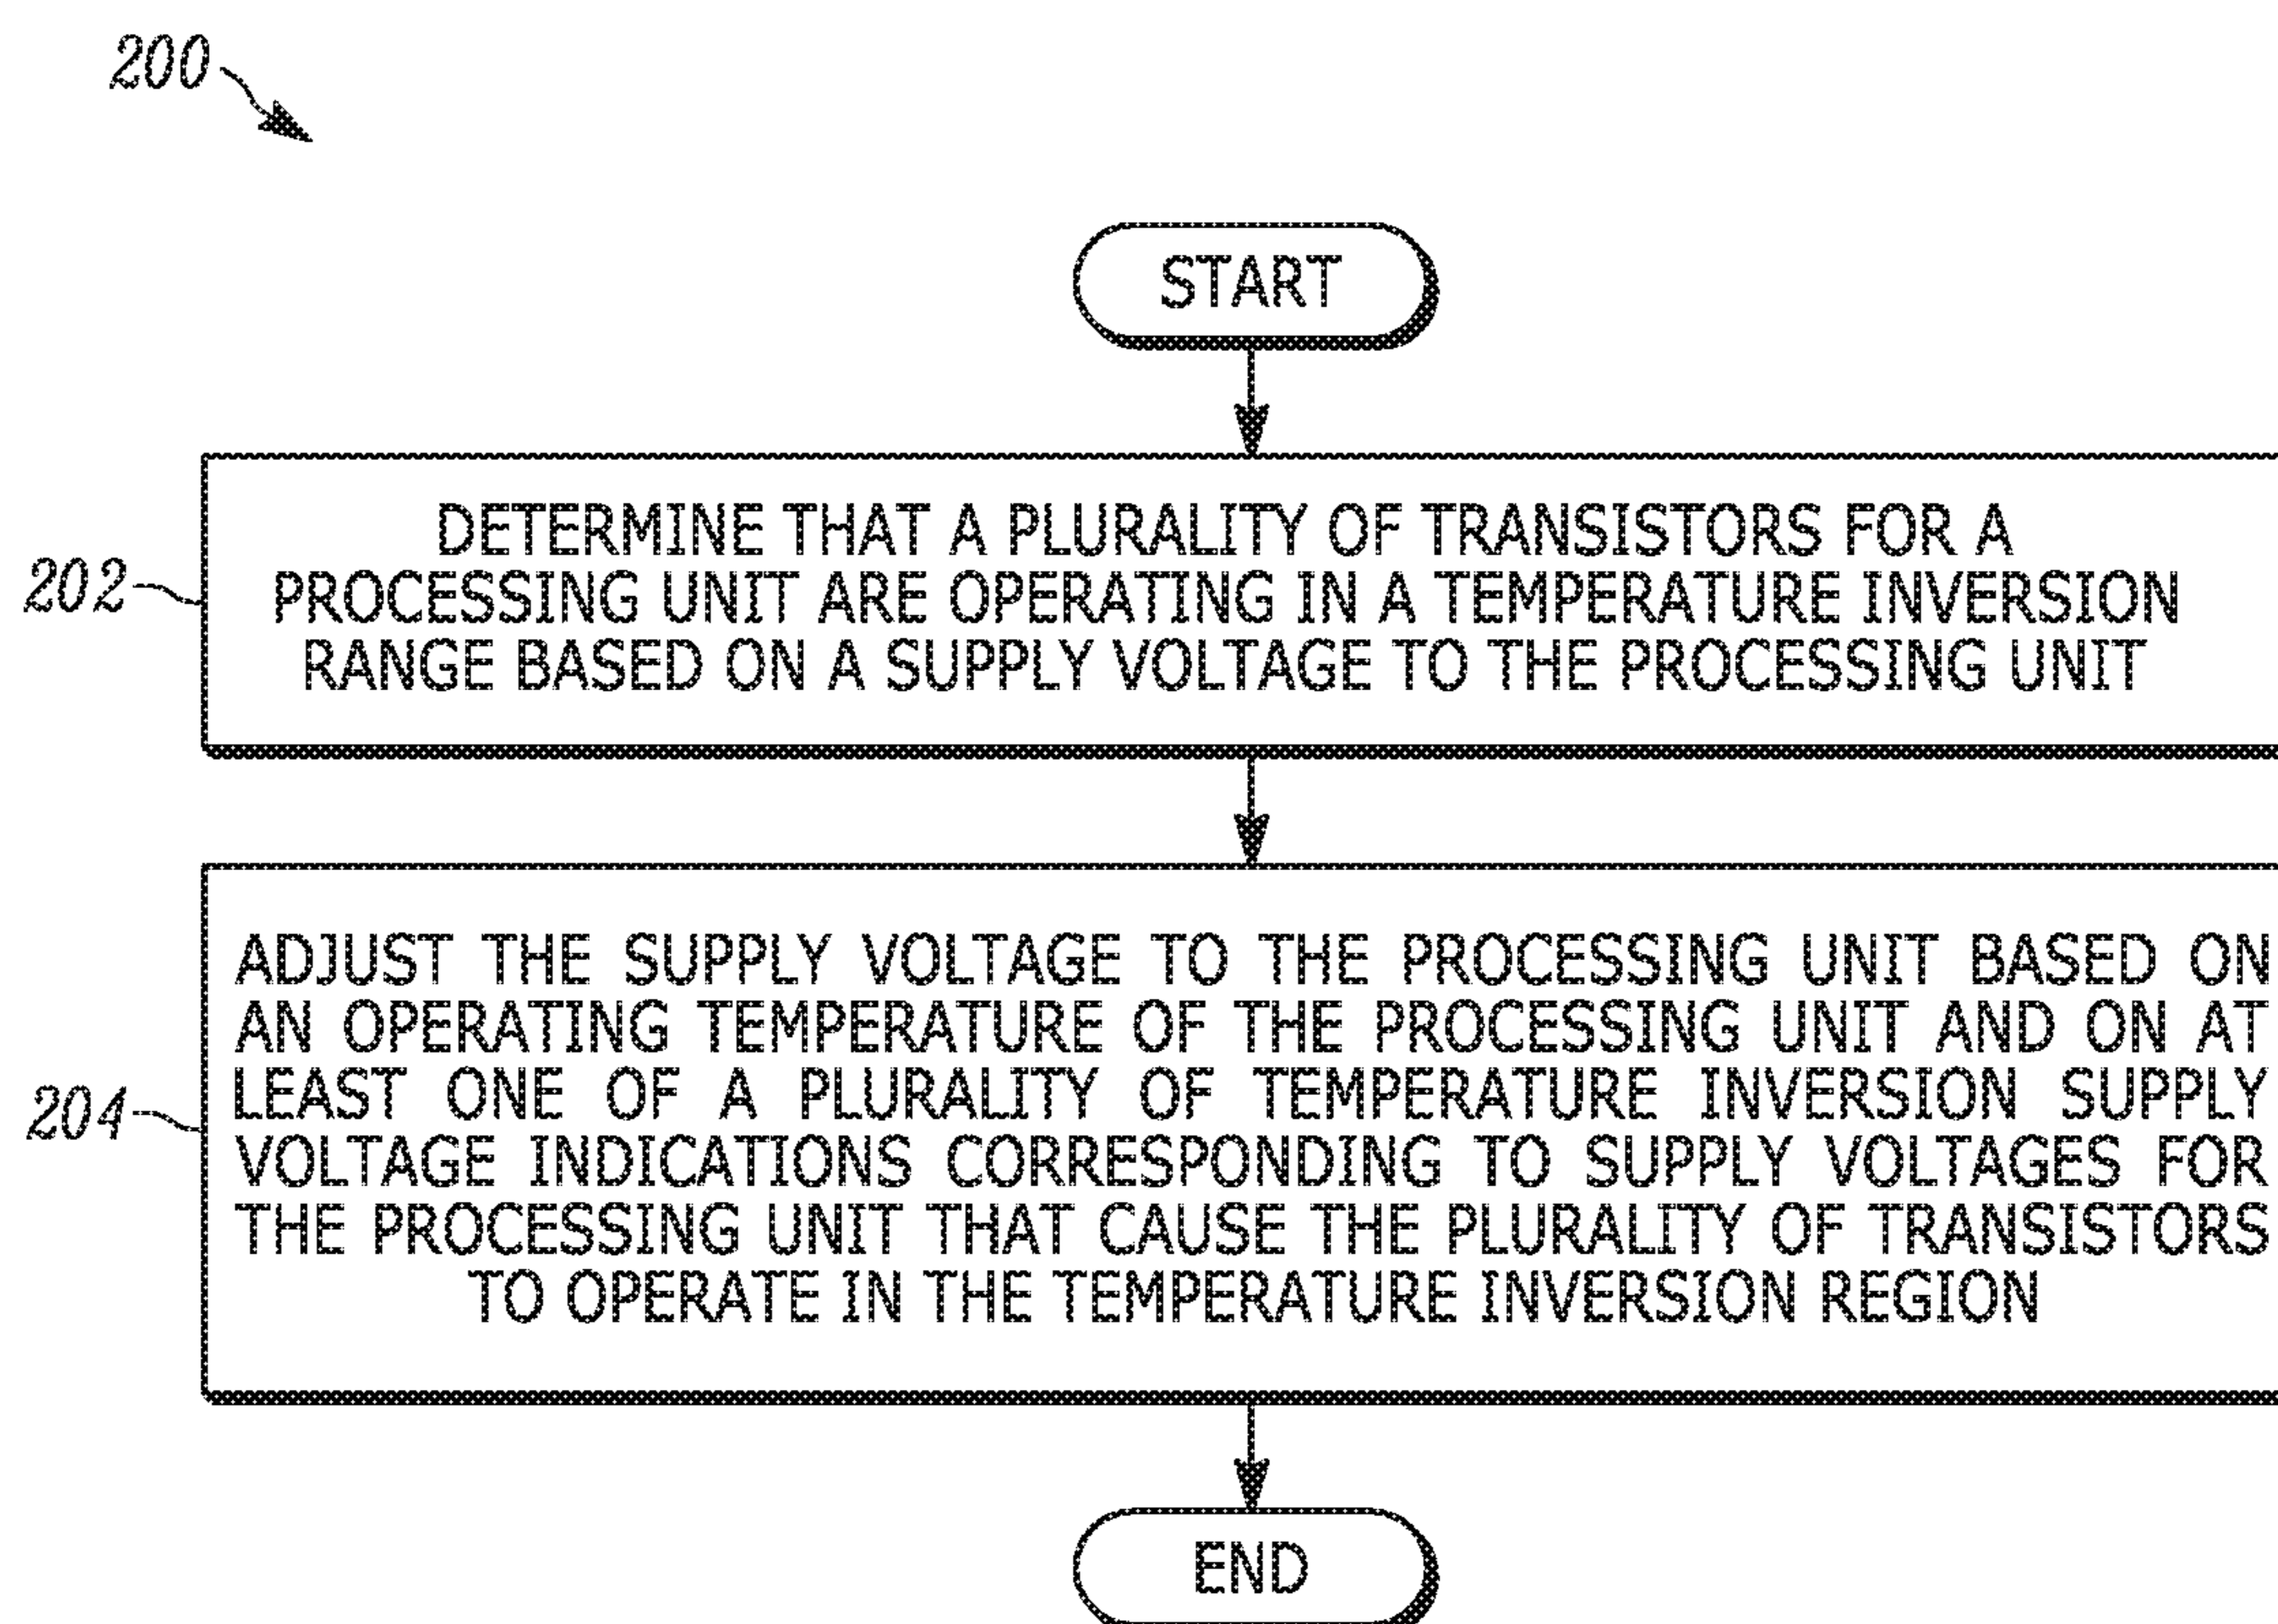 200
START
202
DETERMINE THAT A PLURALITY OF TRANSISTORS FOR A
PROCESSING UNIT ARE OPERATING IN A TEMPERATURE INVERSION
RANGE BASED ON A SUPPLY VOLTAGE TO THE PROCESSING UNIT
204
ADJUST THE SUPPLY VOLTAGE TO THE PROCESSING UNIT BASED ON
AN OPERATING TEMPERATURE OF THE PROCESSING UNIT AND ON AT
LEAST ONE OF A PLURALITY OF TEMPERATURE INVERSION SUPPLY
VOLTAGE INDICATIONS CORRESPONDING TO SUPPLY VOLTAGES FOR
THE PROCESSING UNIT THAT CAUSE THE PLURALITY OF TRANSISTORS
TO OPERATE IN THE TEMPERATURE INVERSION REGION
END